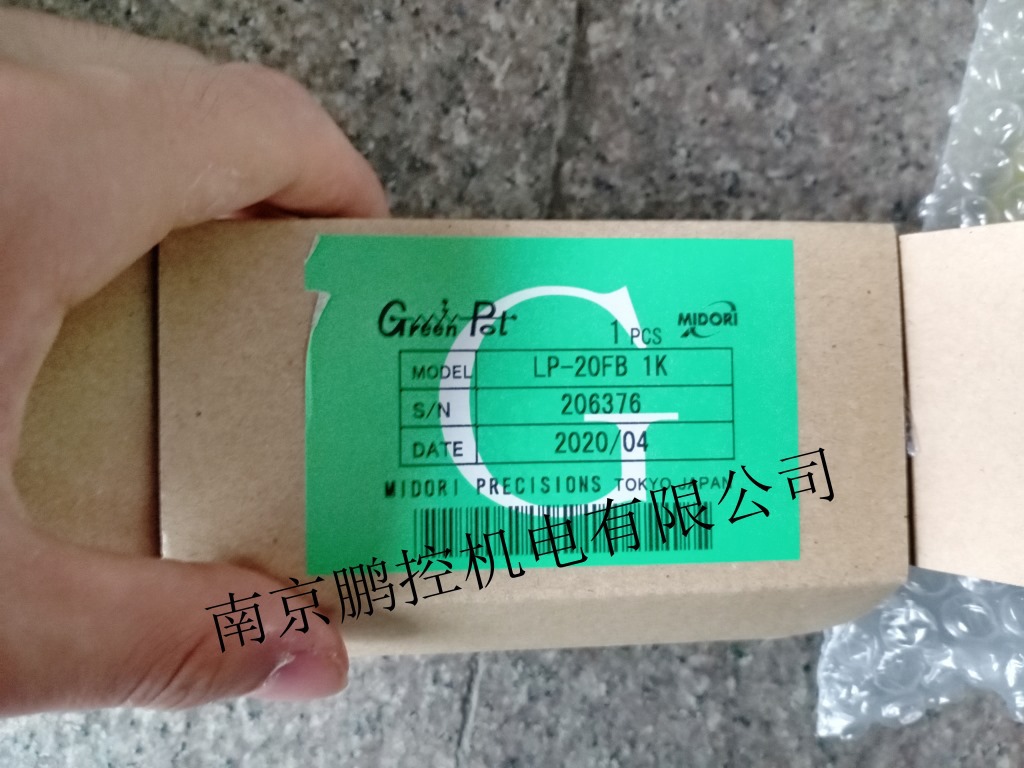 Green Pot
1 PCS
MIDORI
MODEL LP-20FB 1K
S/N 206376
DATE 2020/04
MIDORI PRECISIONS TOKYO JAPAN
南京鹏控机电有限公司